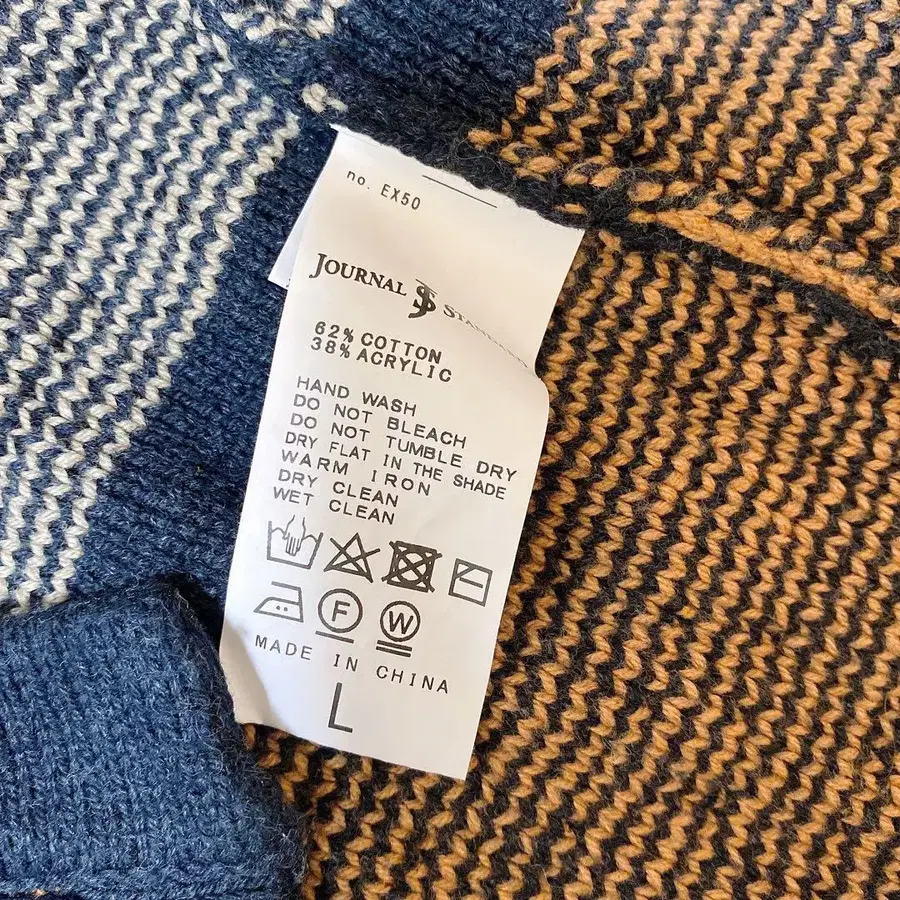 no. EX50
JOURNAL JS
62% COTTON
38% ACRYLIC
HAND WASH
DO NOT BLEACH
DO NOT TUMBLE DRY
DRY FLAT IN THE SHADE
WARM IRON
DRY CLEAN
WET CLEAN
F W
MADE IN CHINA
L